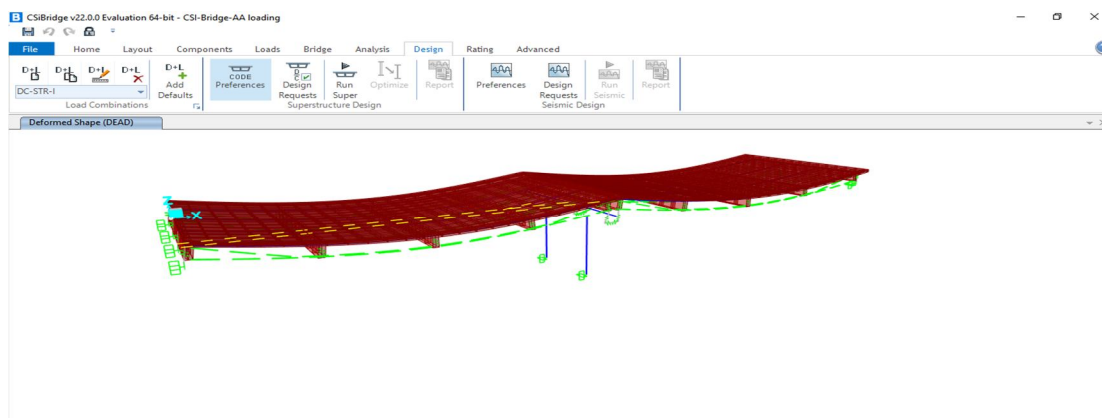 B CSiBridge v22.0.0 Evaluation 64-bit - CSI-Bridge-AA loading
File Home Layout Components Loads Bridge Analysis Design Rating Advanced
D+L D+L D+L D+L D+L
DC-STR-I
Add Defaults
CODE
Preferences
Design Requests
Run Super
Optimize
Report
Preferences
Design Requests
Run Seismic
Report
Load Combinations
Superstructure Design
Seismic Design
Deformed Shape (DEAD)
Z
X